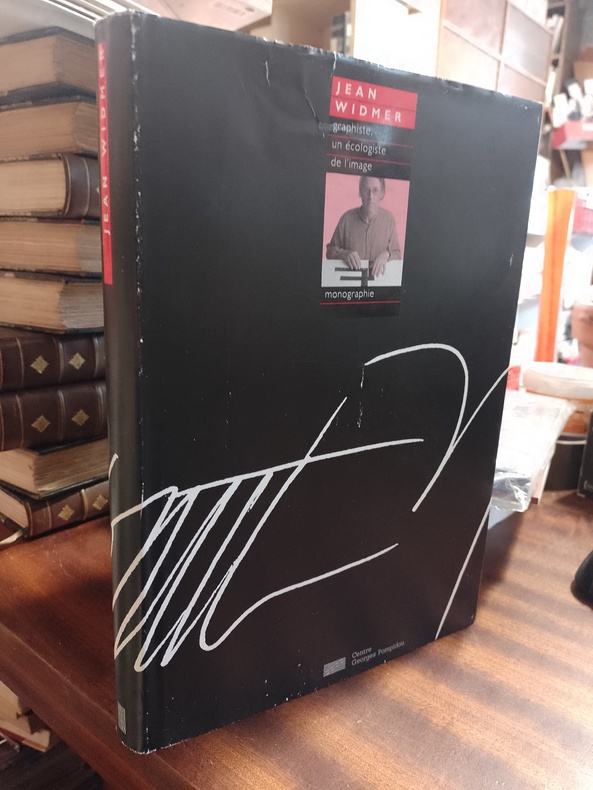 JEAN WIDMER
JEAN
WIDMER
graphiste,
un écologiste
de l'image
monographie
Centre
Georges Pompidou